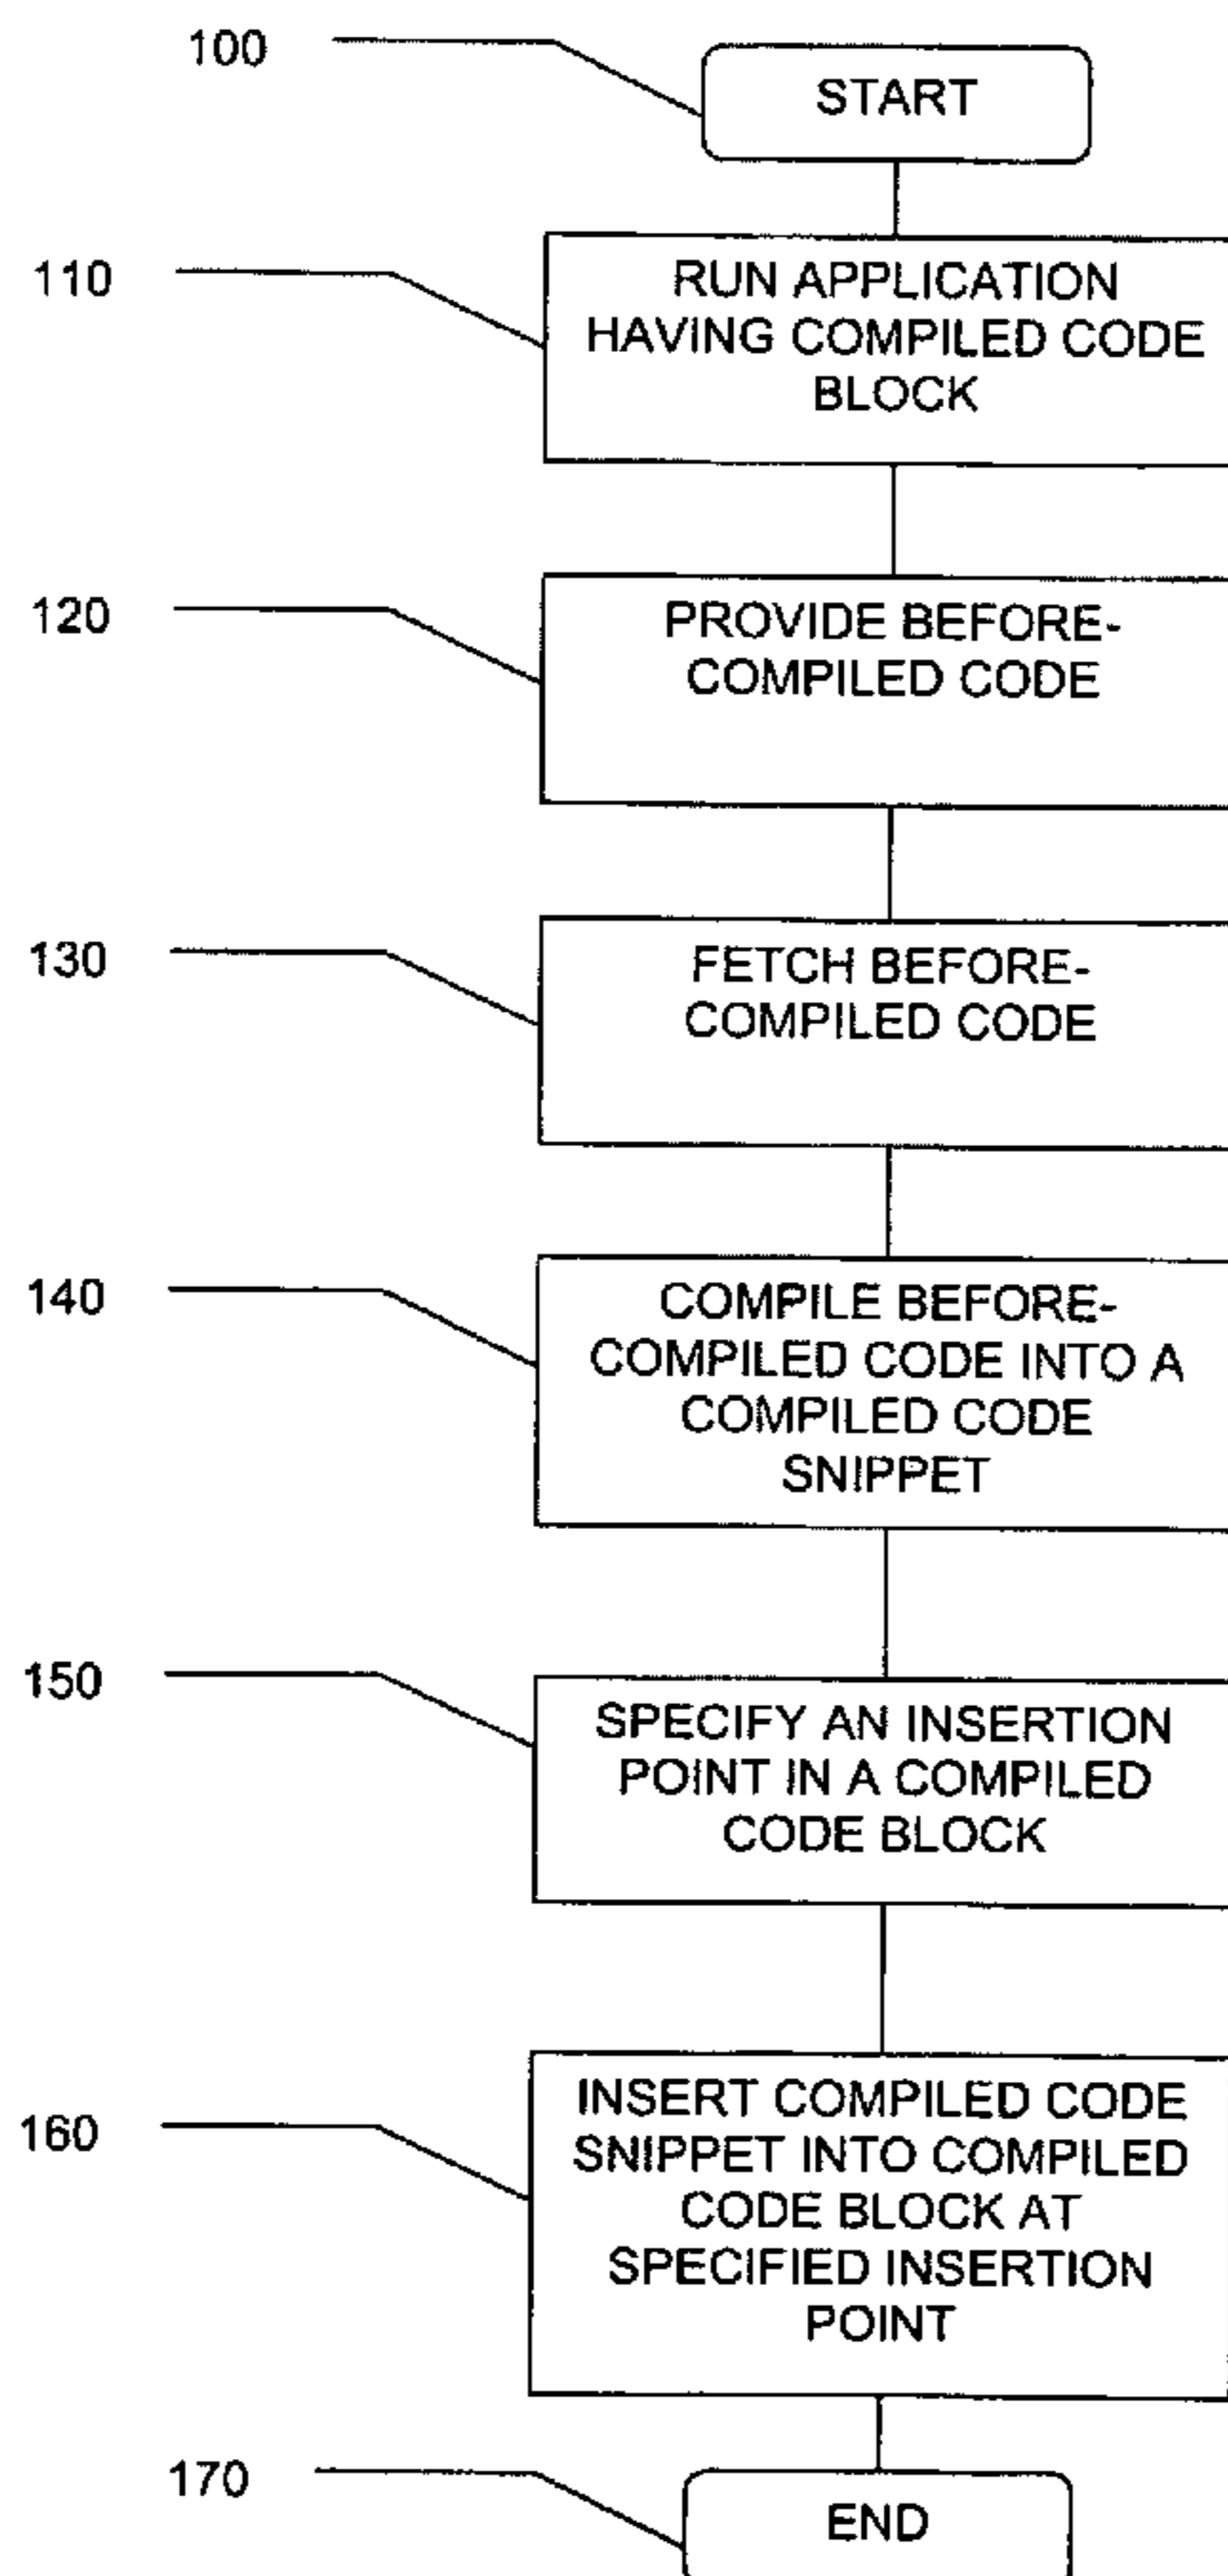 100
START
110
RUN APPLICATION
HAVING COMPILED CODE
BLOCK
120
PROVIDE BEFORE-
COMPILED CODE
130
FETCH BEFORE-
COMPILED CODE
140
COMPILE BEFORE-
COMPILED CODE INTO A
COMPILED CODE
SNIPPET
150
SPECIFY AN INSERTION
POINT IN A COMPILED
CODE BLOCK
160
INSERT COMPILED CODE
SNIPPET INTO COMPILED
CODE BLOCK AT
SPECIFIED INSERTION
POINT
170
END